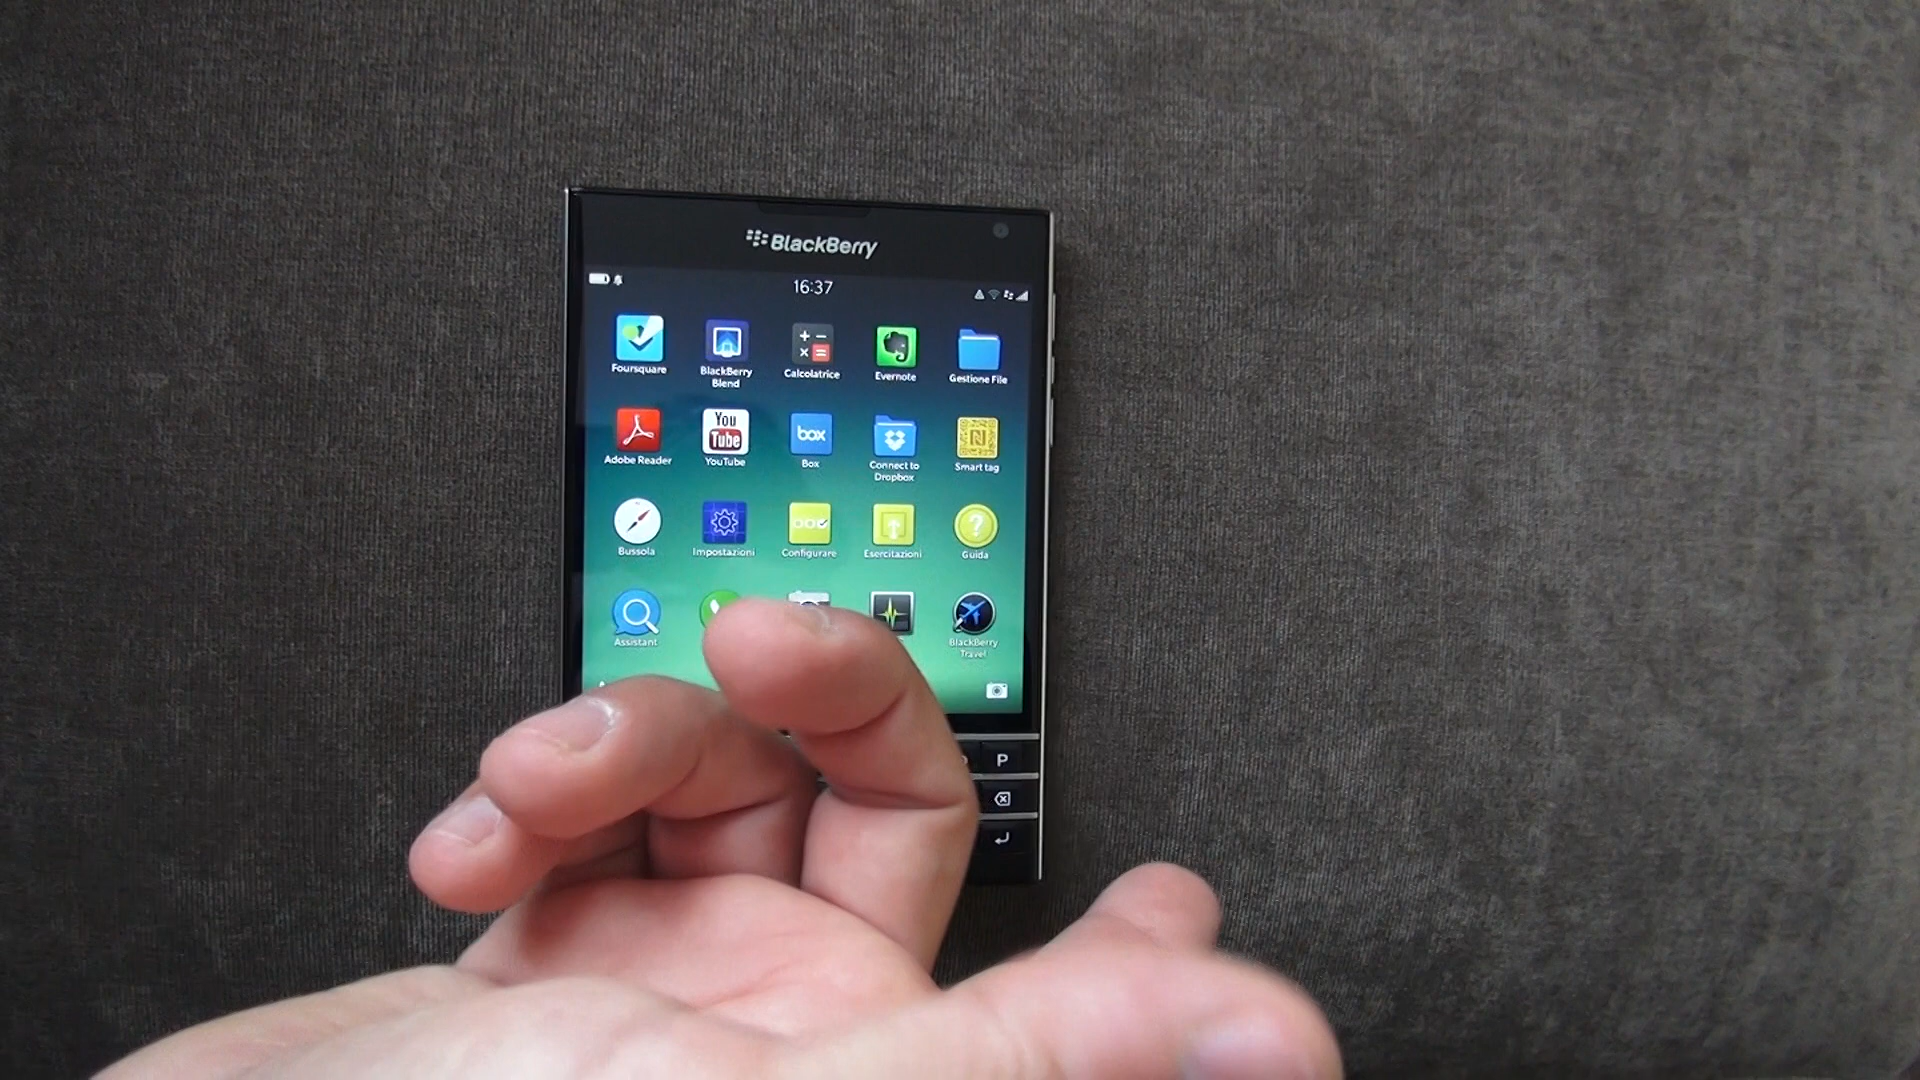 BlackBerry
16:37
Foursquare
BlackBerry
Blend
Calcolatrice
Evernote
Gestione File
Adobe Reader
You
Tube
YouTube
box
Box
Connect to
Dropbox
Smart tag
Bussola
Impostazioni
Configurare
Esercitazioni
Guida
Assistant
BlackBerry
Travel
P